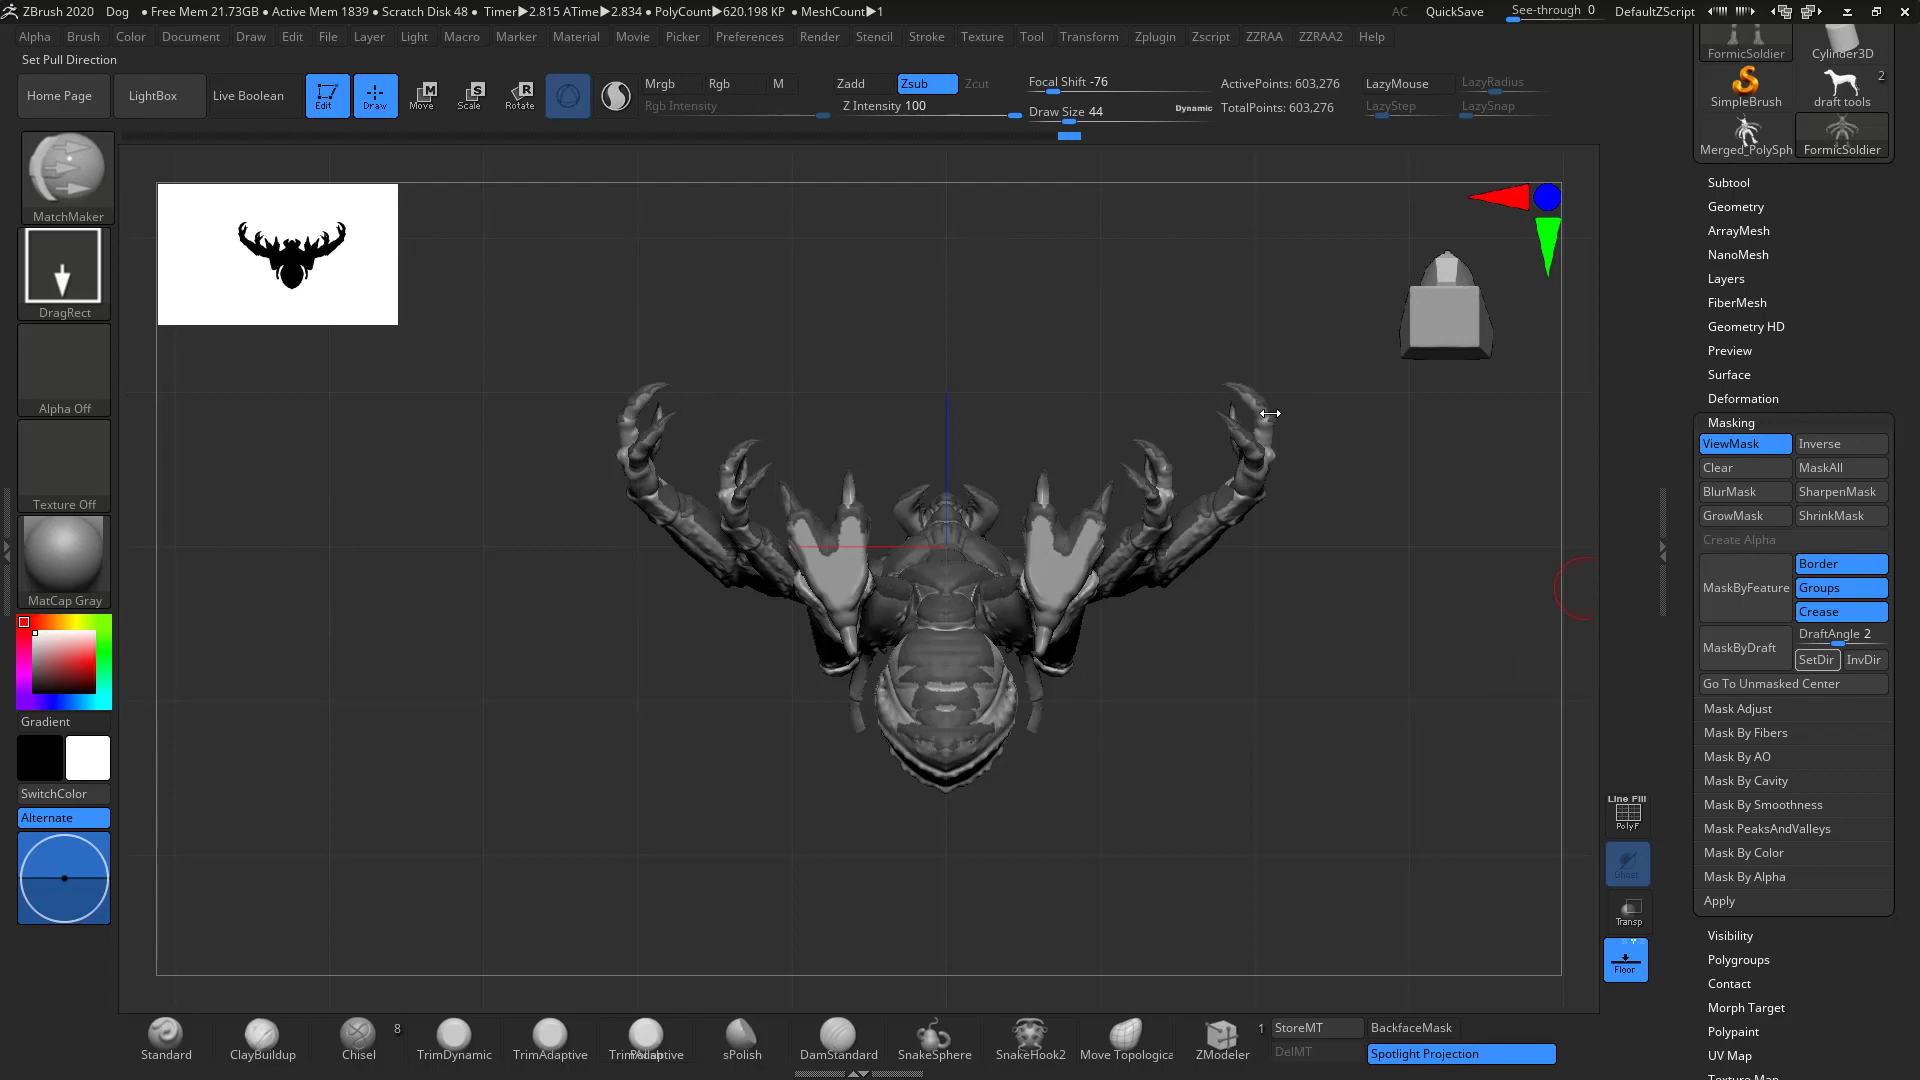 ZBrush 2020 Dog • Free Mem 21.73GB • Active Mem 1839 • Scratch Disk 48 • Timer▶2.815 ATime▶2.834 • PolyCount▶620.198 KP • MeshCount▶1 AC QuickSave See-through 0 DefaultZScript
Alpha Brush Color Document Draw Edit File Layer Light Macro Marker Material Movie Picker Preferences Render Stencil Stroke Texture Tool Transform Zplugin Zscript ZZRAA ZZRAA2 Help
Set Pull Direction
Home Page LightBox Live Boolean Edit Draw Move Scale Rotate
Mrgb Rgb M Zadd Zsub Zcut Focal Shift -76 ActivePoints: 603,276 LazyMouse LazyRadius
Rgb Intensity Z Intensity 100 Draw Size 44 Dynamic TotalPoints: 603,276 LazyStep LazySnap
MatchMaker
DragRect
Alpha Off
Texture Off
MatCap Gray
Gradient
SwitchColor
Alternate
FormicSoldier Cylinder3D
SimpleBrush draft tools 2
Merged_PolySph FormicSoldier
Subtool
Geometry
ArrayMesh
NanoMesh
Layers
FiberMesh
Geometry HD
Preview
Surface
Deformation
Masking
ViewMask Inverse
Clear MaskAll
BlurMask SharpenMask
GrowMask ShrinkMask
Create Alpha
MaskByFeature Border
Groups
Crease
MaskByDraft DraftAngle 2
SetDir InvDir
Go To Unmasked Center
Mask Adjust
Mask By Fibers
Mask By AO
Mask By Cavity
Mask By Smoothness
Mask PeaksAndValleys
Mask By Color
Mask By Alpha
Apply
Visibility
Polygroups
Contact
Morph Target
Polypaint
UV Map
Texture Map
Line Fill
PolyF
Ghost
Transp
Floor
Standard ClayBuildup Chisel 8 TrimDynamic TrimAdaptive sPolish DamStandard SnakeSphere SnakeHook2 Move Topologica ZModeler 1
StoreMT BackfaceMask
DelMT Spotlight Projection